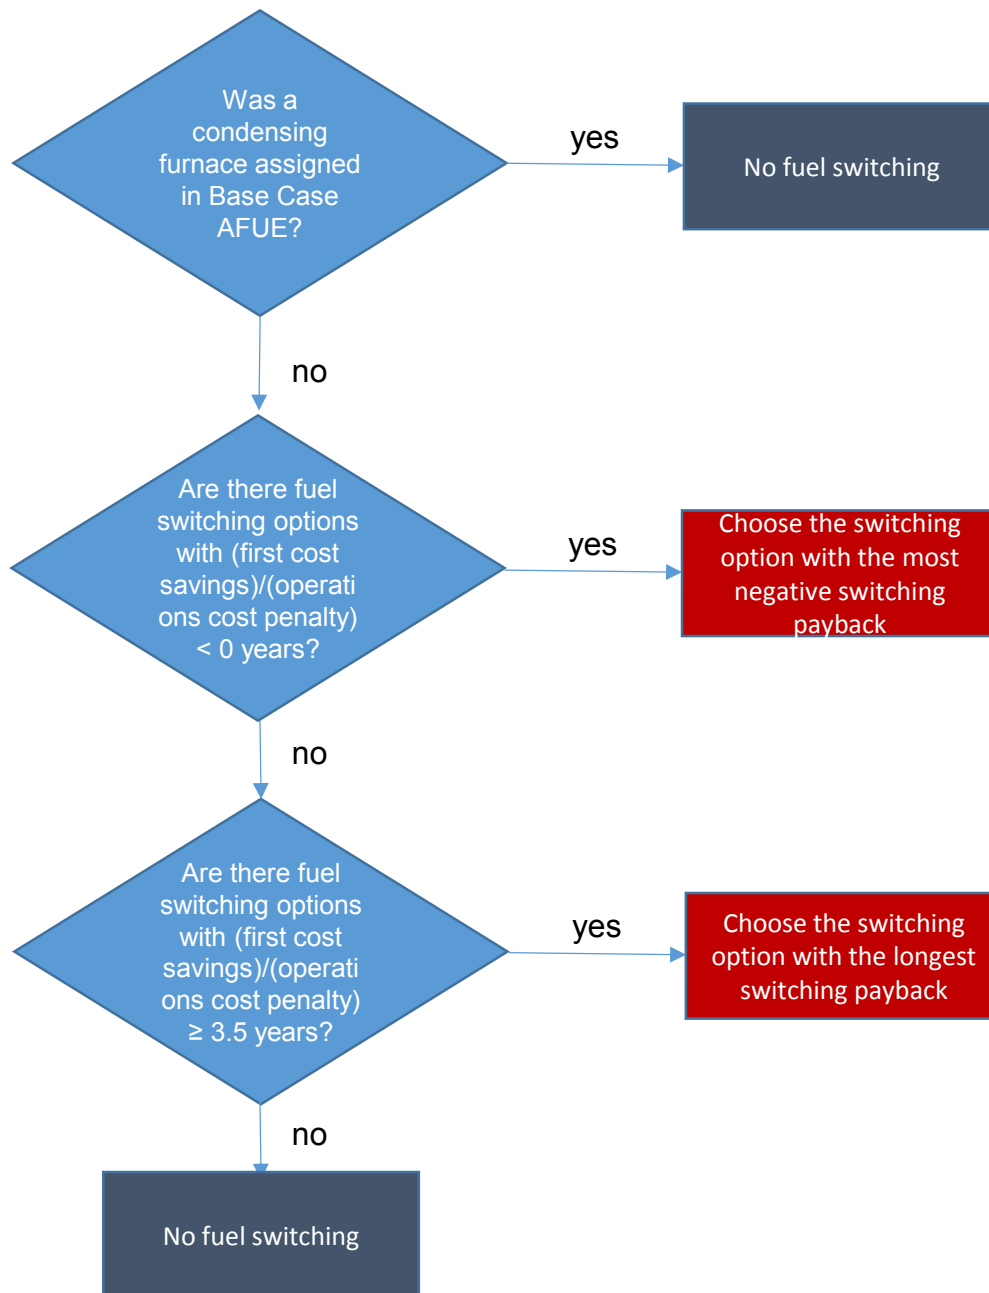 Was a
condensing
furnace assigned
in Base Case
AFUE?
yes
No fuel switching
no
Are there fuel
switching options
with (first cost
savings)/(operati
ons cost penalty)
< 0 years?
yes
Choose the switching
option with the most
negative switching
payback
no
Are there fuel
switching options
with (first cost
savings)/(operati
ons cost penalty)
≥ 3.5 years?
yes
Choose the switching
option with the longest
switching payback
no
No fuel switching